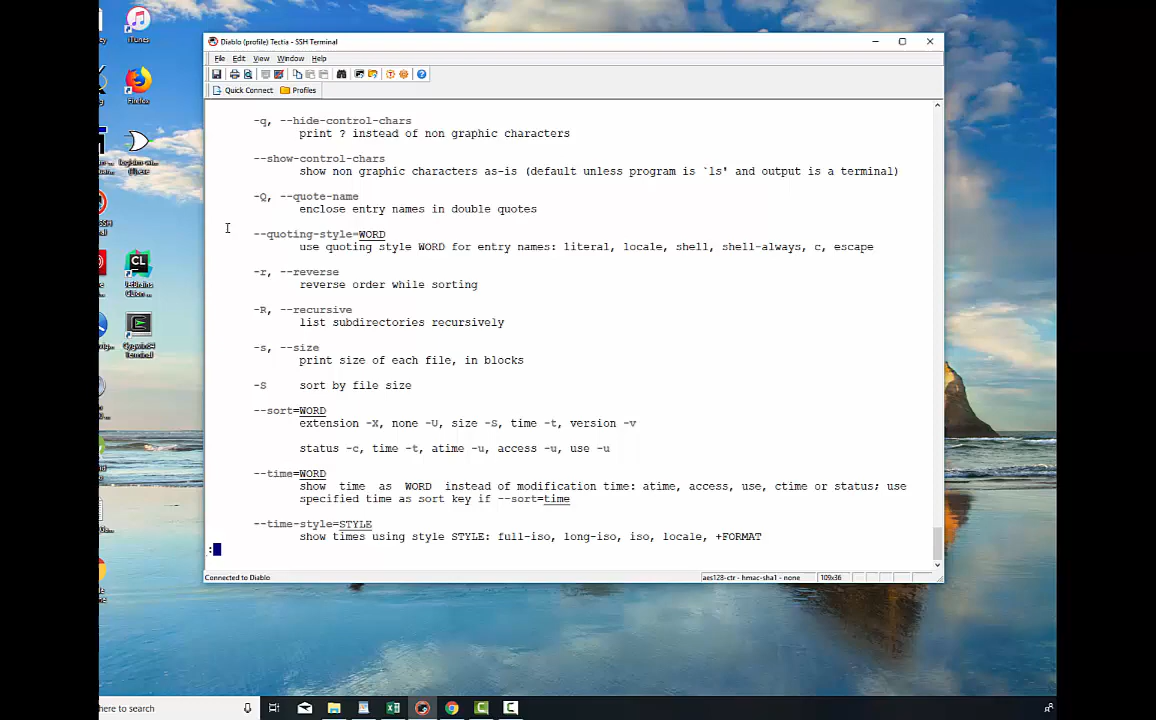 iTunes
Diablo (profile) Tectia - SSH Terminal
File Edit View Window Help
Quick Connect Profiles
Firefox
-q, --hide-control-chars
print ? instead of non graphic characters
--show-control-chars
show non graphic characters as-is (default unless program is `ls' and output is a terminal)
-Q, --quote-name
enclose entry names in double quotes
--quoting-style=WORD
use quoting style WORD for entry names: literal, locale, shell, shell-always, c, escape
-r, --reverse
reverse order while sorting
-R, --recursive
list subdirectories recursively
-s, --size
print size of each file, in blocks
-S sort by file size
--sort=WORD
extension -X, none -U, size -S, time -t, version -v
status -c, time -t, atime -u, access -u, use -u
--time=WORD
show time as WORD instead of modification time: atime, access, use, ctime or status; use
specified time as sort key if --sort=time
--time-style=STYLE
show times using style STYLE: full-iso, long-iso, iso, locale, +FORMAT
:
CL
JetBrains
CLion ...
Cygwin64
Terminal
Connected to Diablo
aes128-ctr - hmac-sha1 - none 109x36
here to search